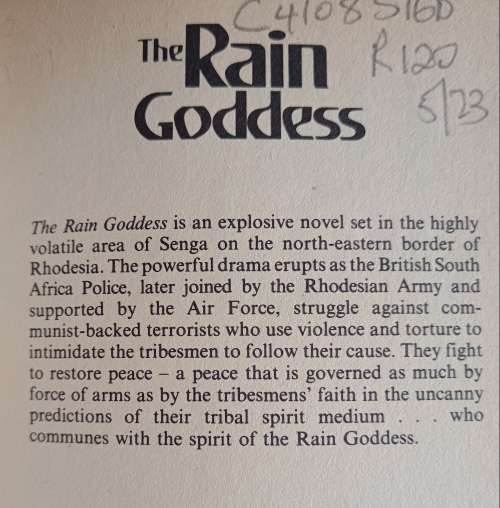 C4108 S16D
The Rain
R120
Goddess
5/23
The Rain Goddess is an explosive novel set in the highly
volatile area of Senga on the north-eastern border of
Rhodesia. The powerful drama erupts as the British South
Africa Police, later joined by the Rhodesian Army and
supported by the Air Force, struggle against com-
munist-backed terrorists who use violence and torture to
intimidate the tribesmen to follow their cause. They fight
to restore peace – a peace that is governed as much by
force of arms as by the tribesmens' faith in the uncanny
predictions of their tribal spirit medium . . . who
communes with the spirit of the Rain Goddess.